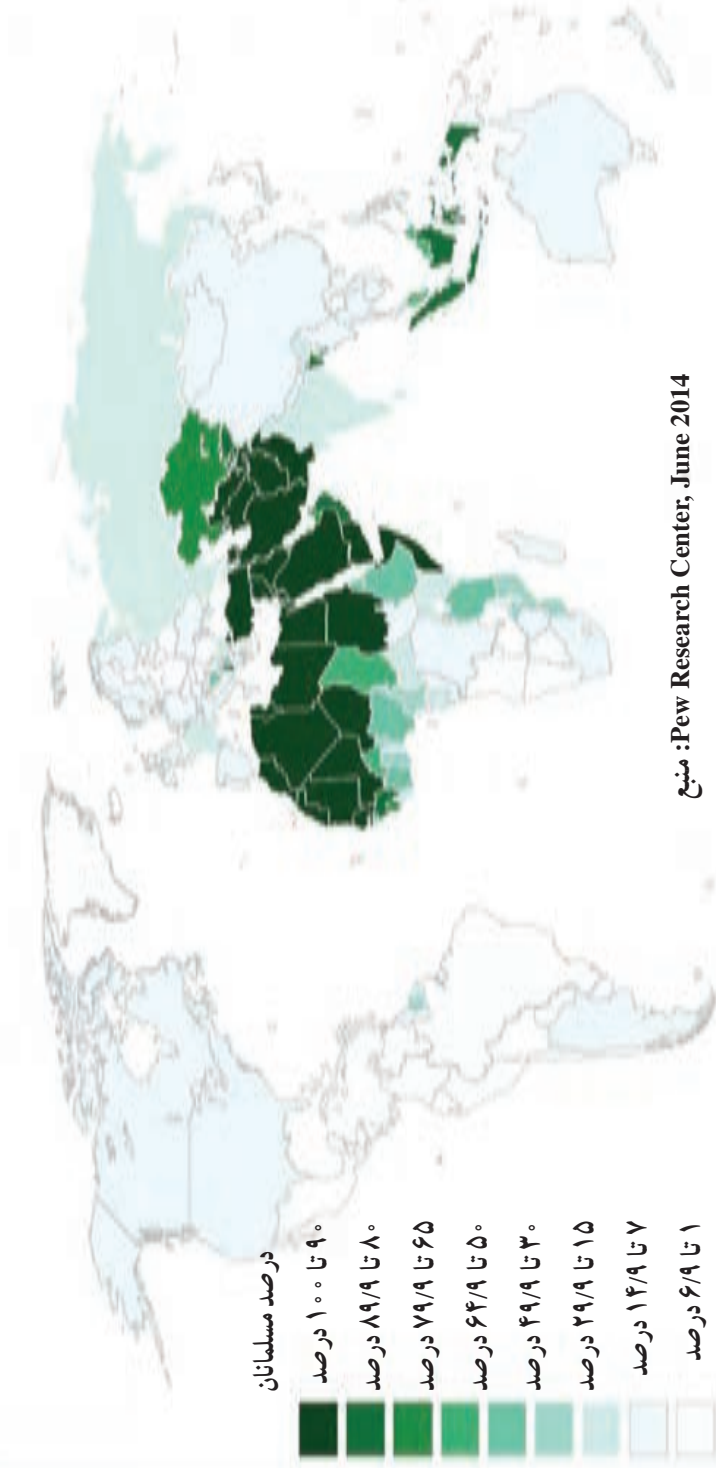 درصد مسلمانان
۹۰ تا ۱۰۰ درصد
۸۰ تا ۸۹/۹ درصد
۶۵ تا ۷۹/۹ درصد
۵۰ تا ۶۴/۹ درصد
۳۰ تا ۴۹/۹ درصد
۱۵ تا ۲۹/۹ درصد
۷ تا ۱۴/۹ درصد
۱ تا ۶/۹ درصد
منبع :Pew Research Center, June 2014